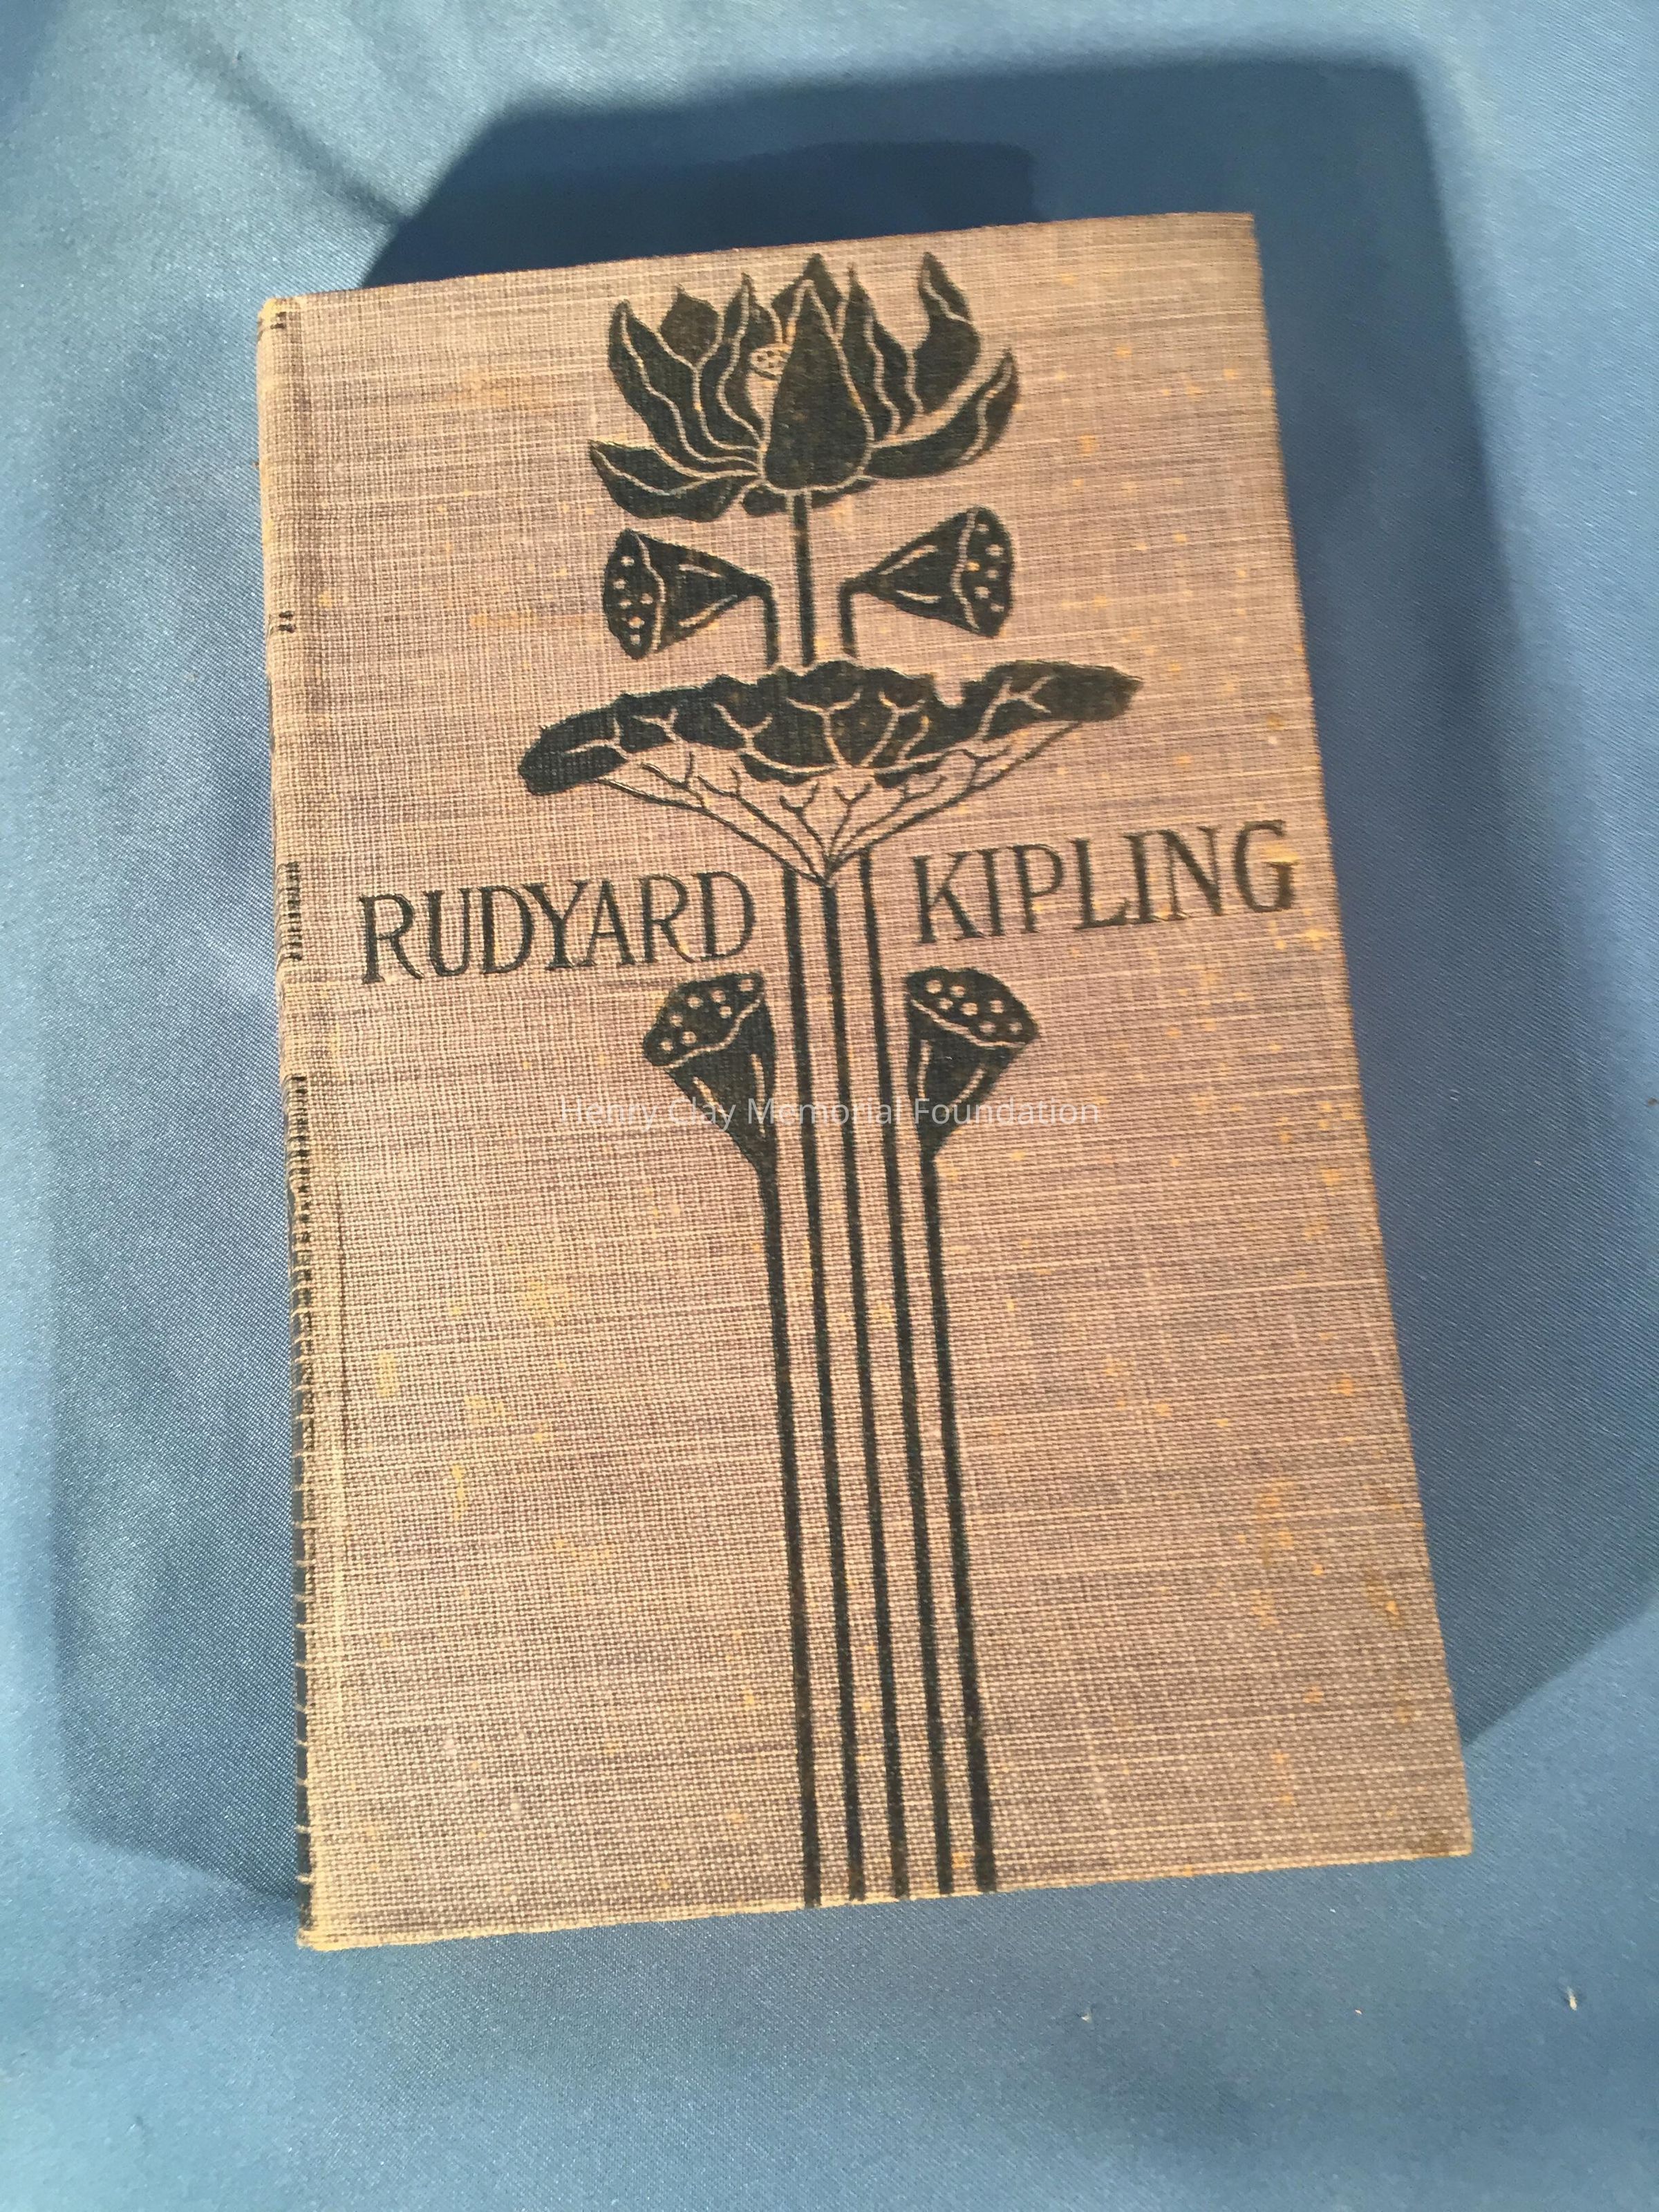 RUDYARD KIPLING
Henry Clay Memorial Foundation